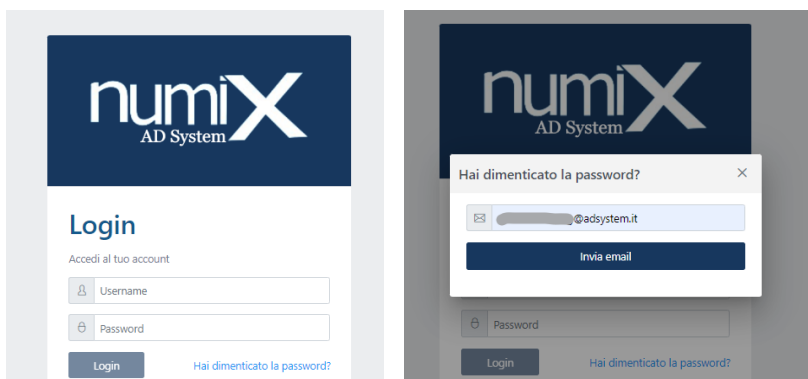 numiX
AD System
Login
Accedi al tuo account
Username
Password
Login
Hai dimenticato la password?
numiX
AD System
Hai dimenticato la password?
@adsystem.it
Invia email
Password
Login
Hai dimenticato la password?